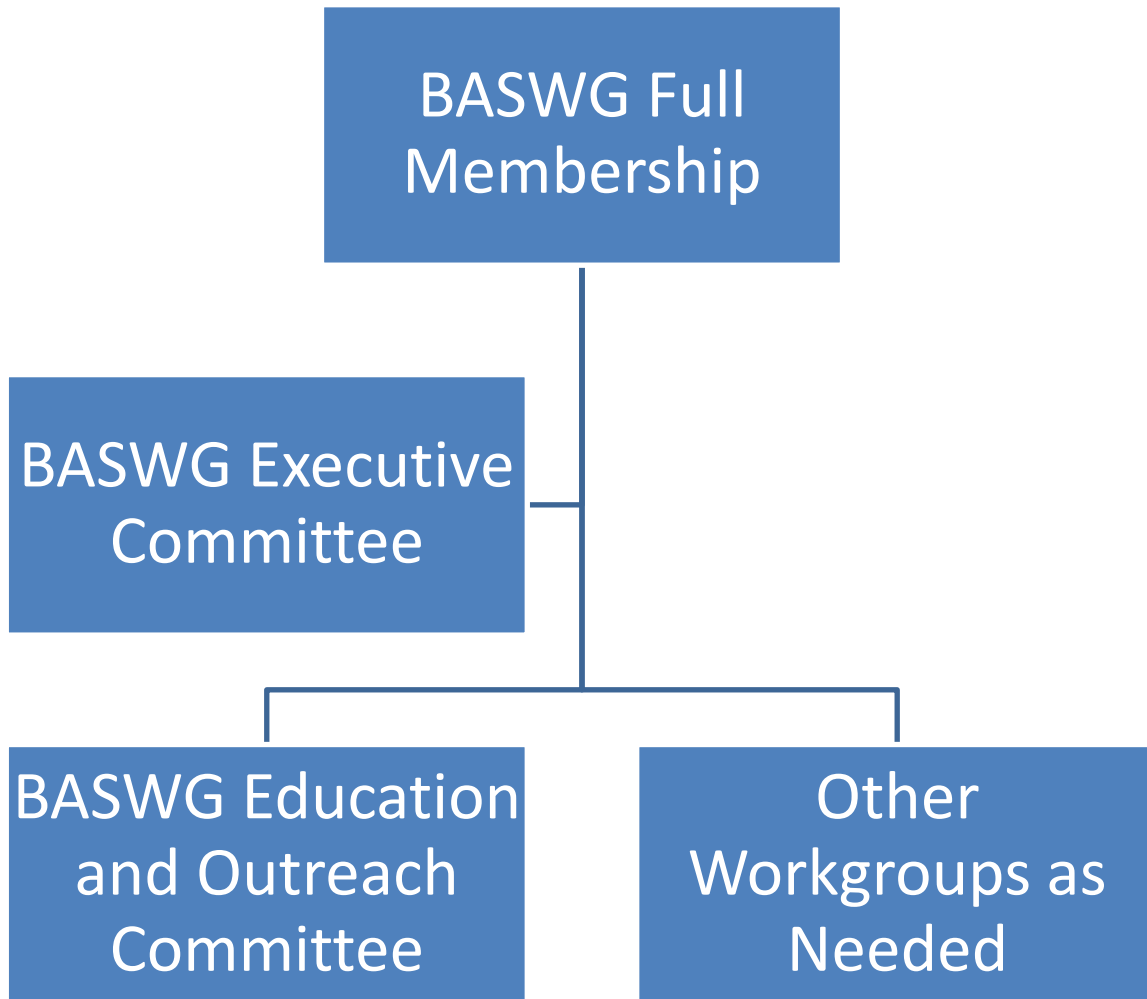 BASWG Full
Membership
BASWG Executive
Committee
BASWG Education
and Outreach
Committee
Other
Workgroups as
Needed